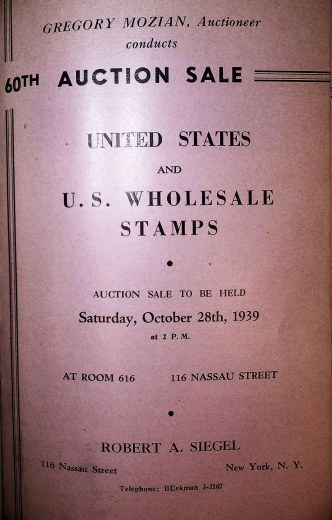 GREGORY MOZIAN, Auctioneer
conducts
60TH AUCTION SALE
UNITED STATES
AND
U. S. WHOLESALE
STAMPS
AUCTION SALE TO BE HELD
Saturday, October 28th, 1939
at 2 P. M.
AT ROOM 616 116 NASSAU STREET
ROBERT A. SIEGEL
116 Nassau Street New York, N. Y.
Telephone: BEekman 3-3167